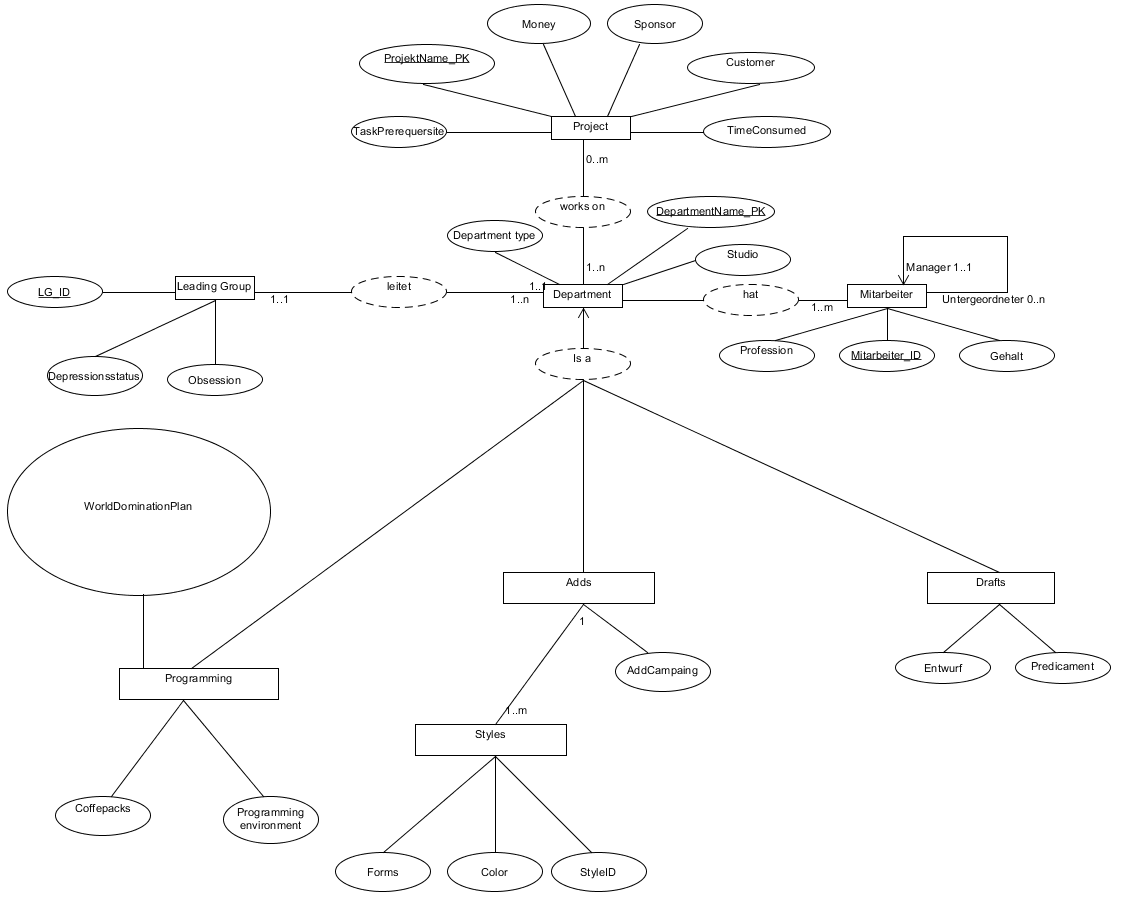 Money
Sponsor
ProjektName_PK
Customer
TaskPrerequersite
Project
TimeConsumed
0..m
works on
DepartmentName_PK
Department type
Studio
1..n
Manager 1..1
LG_ID
Leading Group
1..1
leitet
1..1
1..n
Department
hat
1..m
Mitarbeiter
Untergeordneter 0..n
Profession
Mitarbeiter_ID
Gehalt
Is a
Depressionsstatus
Obsession
WorldDominationPlan
Adds
Drafts
1
AddCampaing
Entwurf
Predicament
Programming
1..m
Styles
Coffepacks
Programming
environment
Forms
Color
StyleID